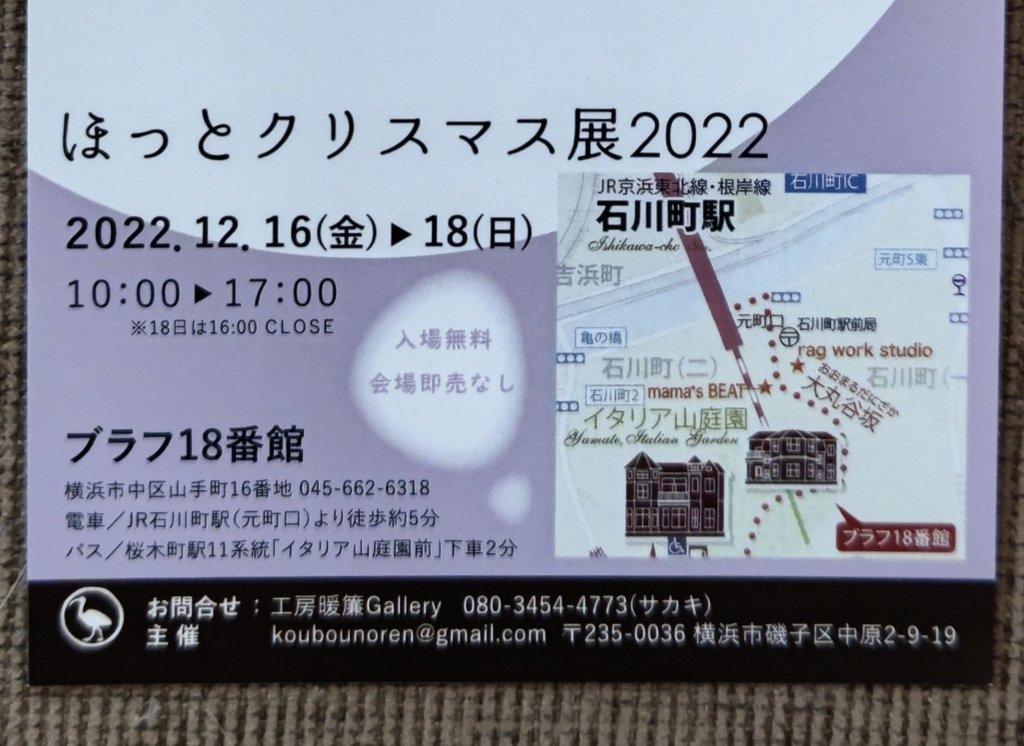 ほっとクリスマス展2022
2022.12.16(金)▶18(日)
10:00▶17:00
※18日は16:00 CLOSE
入場無料
会場即売なし
ブラフ18番館
横浜市中区山手町16番地 045-662-6318
電車／JR石川町駅(元町口)より徒歩約5分
バス／桜木町駅11系統「イタリア山庭園前」下車2分
JR京浜東北線・根岸線
石川町IC
石川町駅
Ishikawa-cho
吉浜町
元町S東
元町口
石川町駅前局
亀の橋
rag work studio
石川町(二)
石川町(一
石川町2
mama's BEAT
おおまるだにざか
大丸谷坂
イタリア山庭園
Yamate, Italian Garden
ブラフ18番館
お問合せ：工房暖簾Gallery 080-3454-4773(サカキ)
主催 koubounoren@gmail.com 〒235-0036 横浜市磯子区中原2-9-19